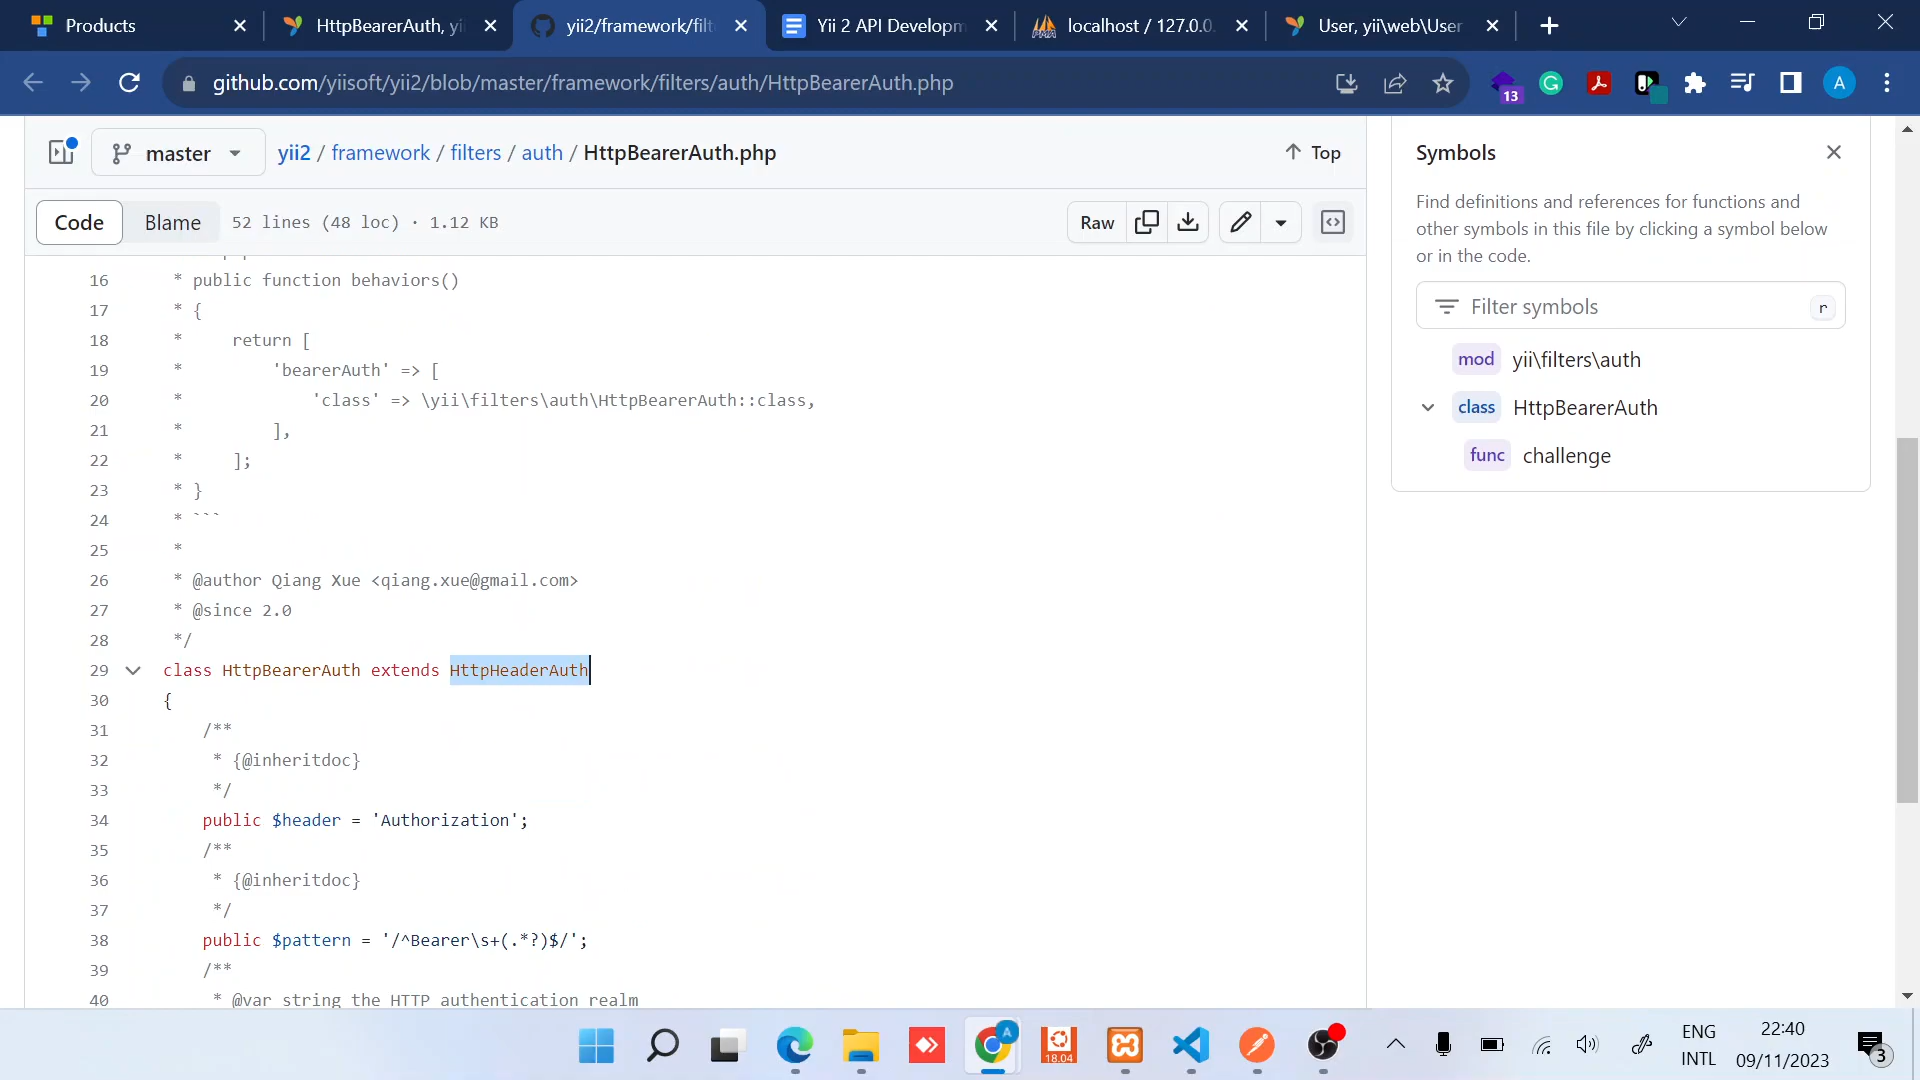 Products
HttpBearerAuth, yi
yii2/framework/filt
Yii 2 API Developm
localhost / 127.0.0.
User, yii\web\User
github.com/yiisoft/yii2/blob/master/framework/filters/auth/HttpBearerAuth.php
13
A
master
yii2 / framework / filters / auth / HttpBearerAuth.php
Top
Code
Blame
52 lines (48 loc) · 1.12 KB
Raw
16 * public function behaviors()
17 * {
18 *     return [
19 *         'bearerAuth' => [
20 *             'class' => \yii\filters\auth\HttpBearerAuth::class,
21 *         ],
22 *     ];
23 * }
24 * ```
25 *
26 * @author Qiang Xue <qiang.xue@gmail.com>
27 * @since 2.0
28 */
29 class HttpBearerAuth extends HttpHeaderAuth
30 {
31     /**
32      * {@inheritdoc}
33      */
34     public $header = 'Authorization';
35     /**
36      * {@inheritdoc}
37      */
38     public $pattern = '/^Bearer\s+(.*?)$/';
39     /**
40      * @var string the HTTP authentication realm
Symbols
Find definitions and references for functions and
other symbols in this file by clicking a symbol below
or in the code.
Filter symbols
r
mod yii\filters\auth
class HttpBearerAuth
func challenge
A
18.04
ENG
INTL
22:40
09/11/2023
3